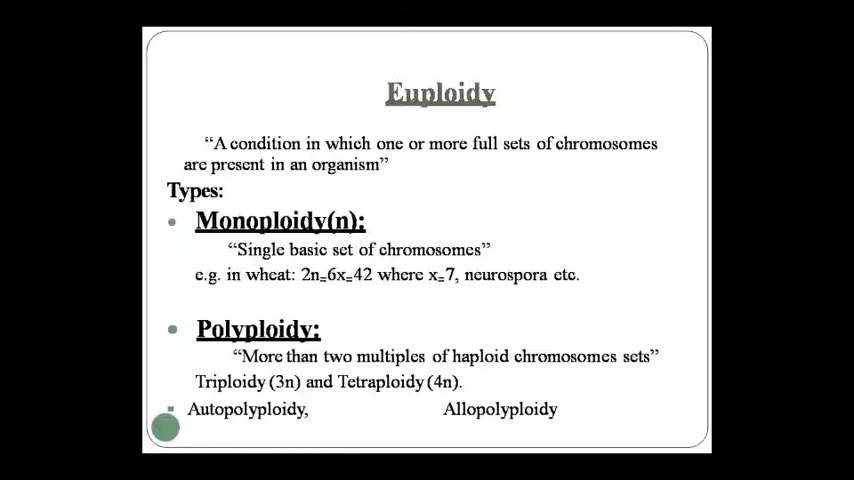 Euploidy
“A condition in which one or more full sets of chromosomes
are present in an organism”
Types:
Monoploidy(n):
“Single basic set of chromosomes”
e.g. in wheat: 2n=6x=42 where x=7, neurospora etc.
Polyploidy:
“More than two multiples of haploid chromosomes sets”
Triploidy (3n) and Tetraploidy (4n).
Autopolyploidy, Allopolyploidy